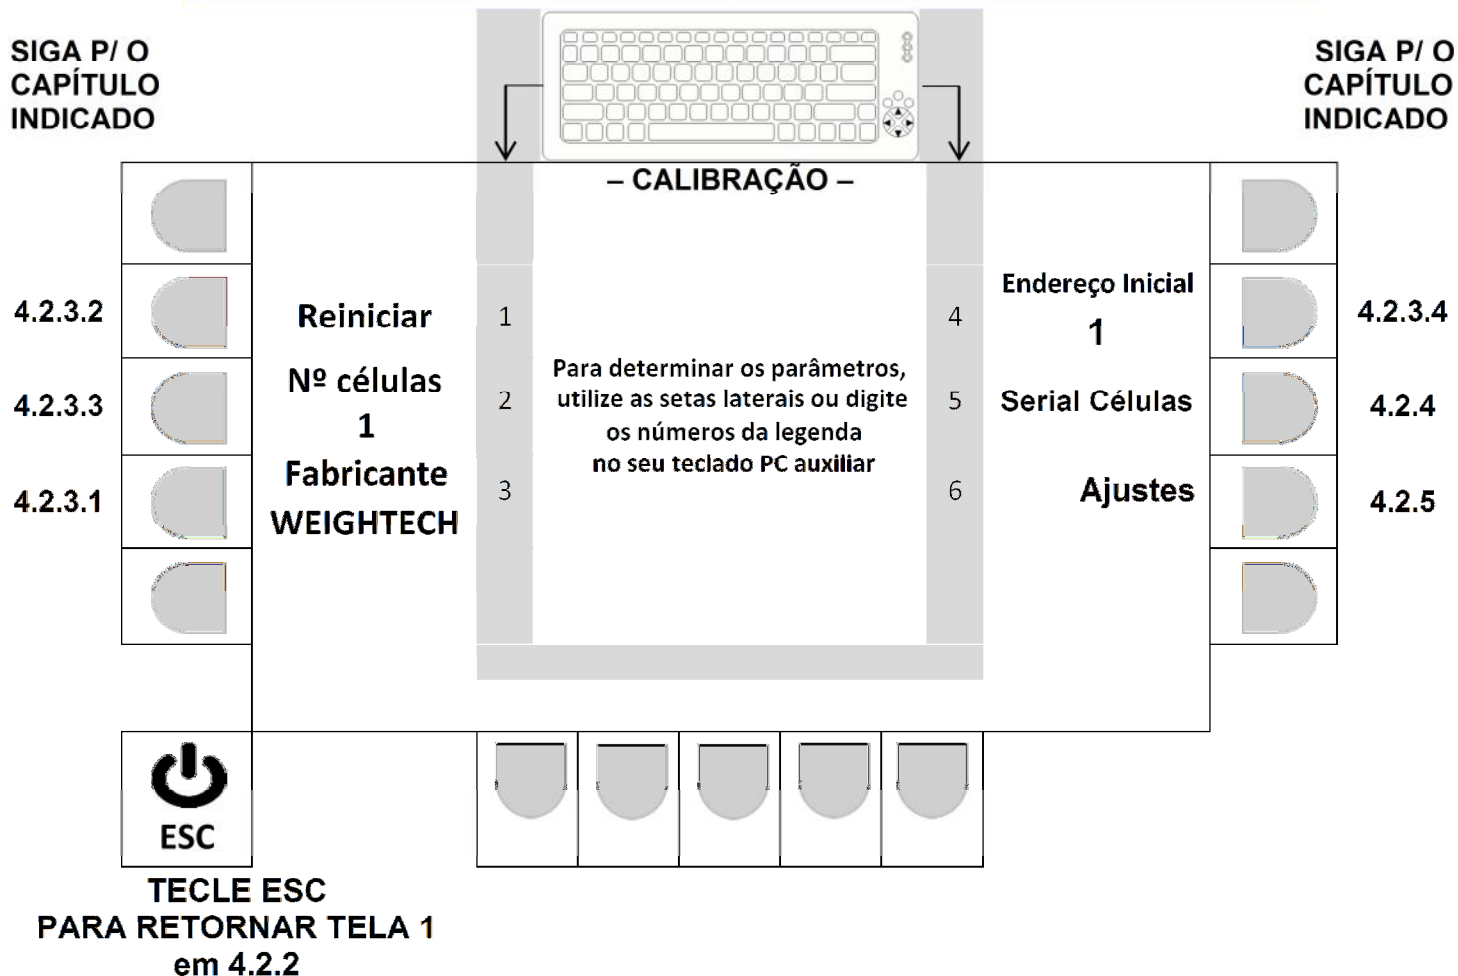 SIGA P/ O
CAPÍTULO
INDICADO
SIGA P/ O
CAPÍTULO
INDICADO
– CALIBRAÇÃO –
4.2.3.2
Reiniciar
1
4
Endereço Inicial
1
4.2.3.4
4.2.3.3
Nº células
1
2
Para determinar os parâmetros,
utilize as setas laterais ou digite
os números da legenda
no seu teclado PC auxiliar
5
Serial Células
4.2.4
4.2.3.1
Fabricante
WEIGHTECH
3
6
Ajustes
4.2.5
ESC
TECLE ESC
PARA RETORNAR TELA 1
em 4.2.2